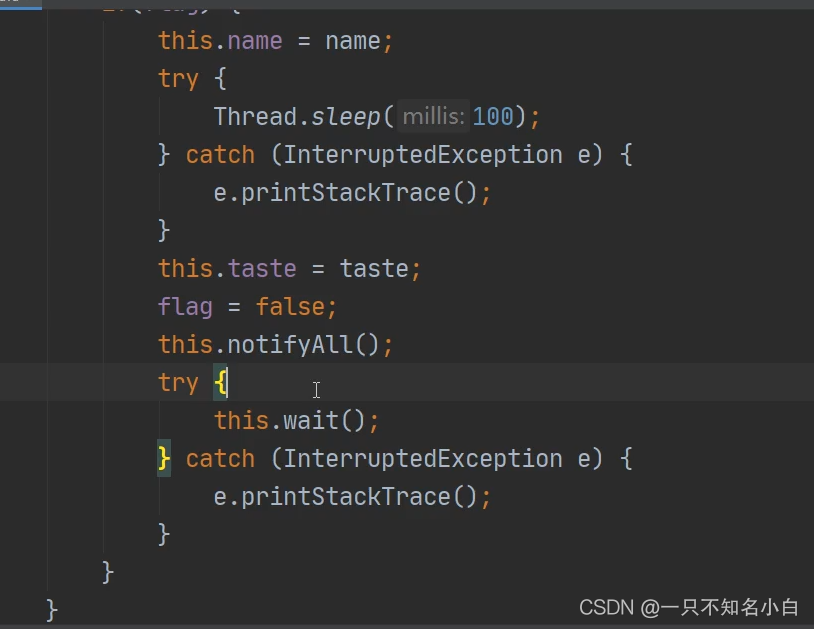 this.name = name;
try {
Thread.sleep( millis: 100);
} catch (InterruptedException e) {
e.printStackTrace();
}
this.taste = taste;
flag = false;
this.notifyAll();
try {
this.wait();
} catch (InterruptedException e) {
e.printStackTrace();
}
}
}
CSDN @一只不知名小白